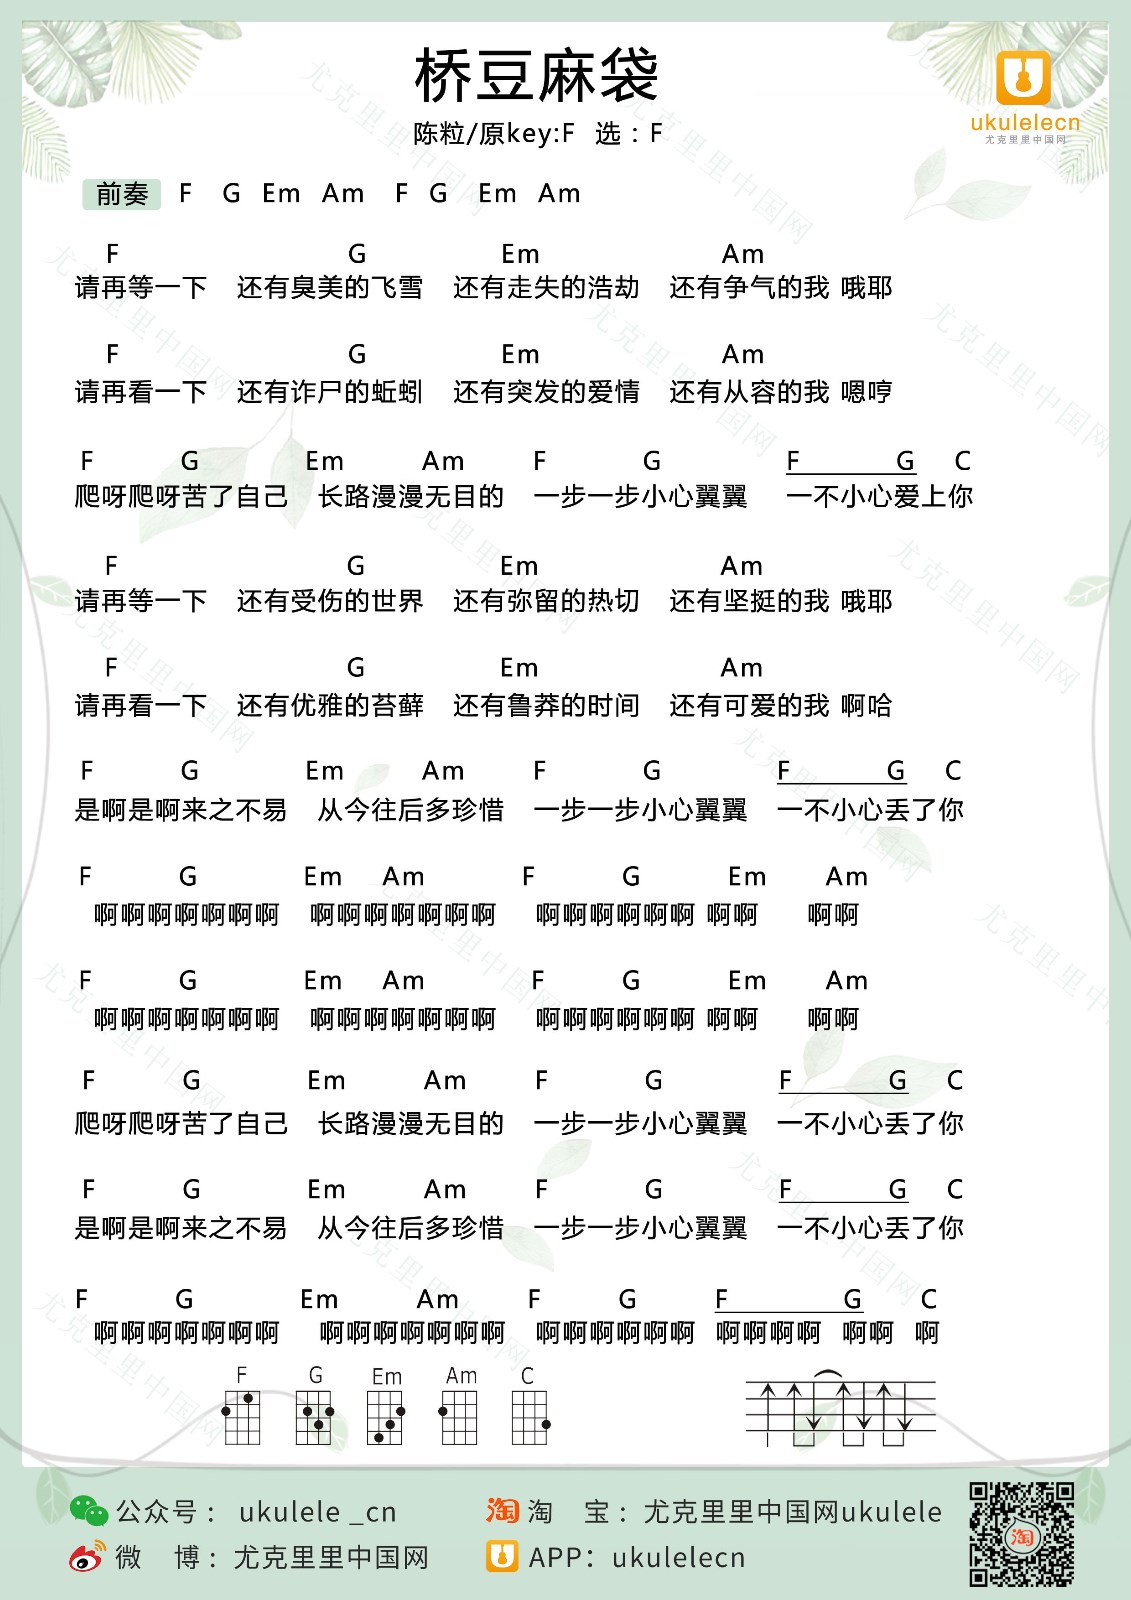 桥豆麻袋
陈粒/原key:F 选：F
ukulelecn
尤克里里中国网
前奏 F G Em Am F G Em Am
F G Em Am
请再等一下 还有臭美的飞雪 还有走失的浩劫 还有争气的我 哦耶
F G Em Am
请再看一下 还有诈尸的蚯蚓 还有突发的爱情 还有从容的我 嗯哼
F G Em Am F G F G C
爬呀爬呀苦了自己 长路漫漫无目的 一步一步小心翼翼 一不小心爱上你
F G Em Am
请再等一下 还有受伤的世界 还有弥留的热切 还有坚挺的我 哦耶
F G Em Am
请再看一下 还有优雅的苔藓 还有鲁莽的时间 还有可爱的我 啊哈
F G Em Am F G F G C
是啊是啊来之不易 从今往后多珍惜 一步一步小心翼翼 一不小心丢了你
F G Em Am F G Em Am
啊啊啊啊啊啊啊 啊啊啊啊啊啊啊 啊啊啊啊啊啊 啊啊 啊啊
F G Em Am F G Em Am
啊啊啊啊啊啊啊 啊啊啊啊啊啊啊 啊啊啊啊啊啊 啊啊 啊啊
F G Em Am F G F G C
爬呀爬呀苦了自己 长路漫漫无目的 一步一步小心翼翼 一不小心丢了你
F G Em Am F G F G C
是啊是啊来之不易 从今往后多珍惜 一步一步小心翼翼 一不小心丢了你
F G Em Am F G F G C
啊啊啊啊啊啊啊 啊啊啊啊啊啊啊 啊啊啊啊啊啊 啊啊啊啊 啊啊 啊
F G Em Am C
公众号： ukulele _cn 淘 淘 宝：尤克里里中国网ukulele
微 博：尤克里里中国网 APP：ukulelecn
淘